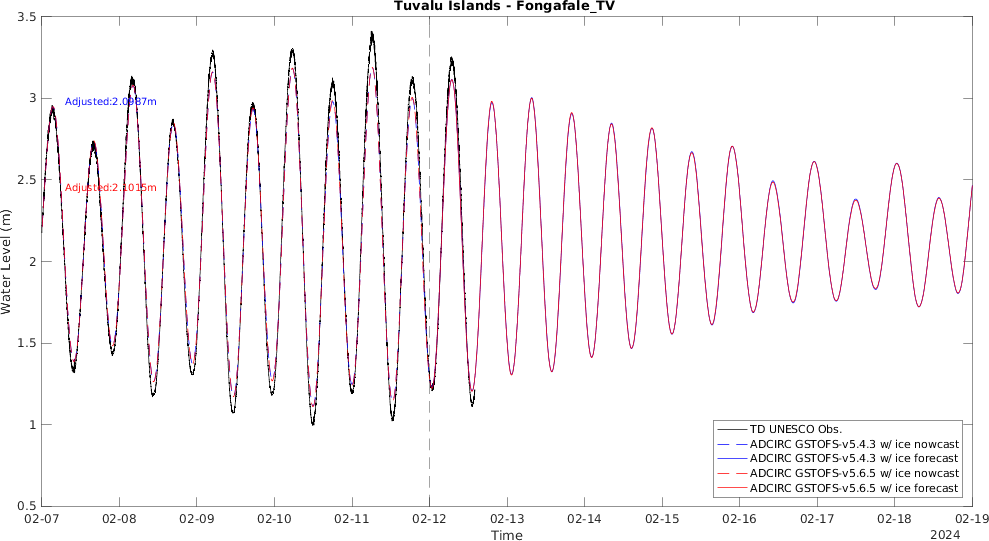 Tuvalu Islands - Fongafale_TV
3.5
3
2.5
2
1.5
1
0.5
Water Level (m)
Adjusted:2.0987m
Adjusted:2.1015m
TD UNESCO Obs.
ADCIRC GSTOFS-v5.4.3 w/ ice nowcast
ADCIRC GSTOFS-v5.4.3 w/ ice forecast
ADCIRC GSTOFS-v5.6.5 w/ ice nowcast
ADCIRC GSTOFS-v5.6.5 w/ ice forecast
02-07 02-08 02-09 02-10 02-11 02-12 02-13 02-14 02-15 02-16 02-17 02-18 02-19
Time
2024